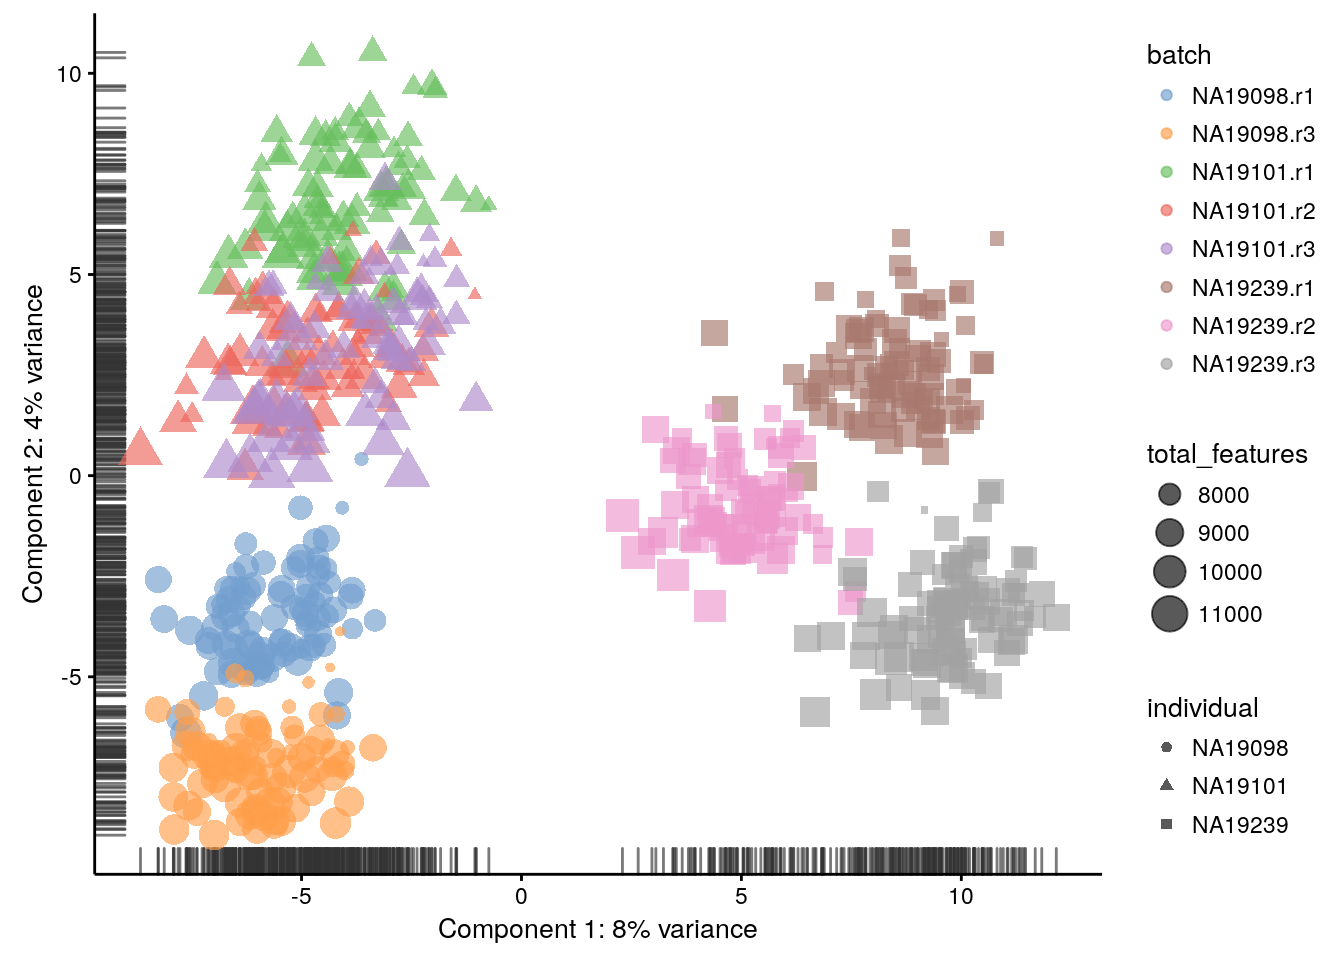 10
5
0
-5
Component 2: 4% variance
-5
0
5
10
Component 1: 8% variance
batch
NA19098.r1
NA19098.r3
NA19101.r1
NA19101.r2
NA19101.r3
NA19239.r1
NA19239.r2
NA19239.r3
total_features
8000
9000
10000
11000
individual
NA19098
NA19101
NA19239